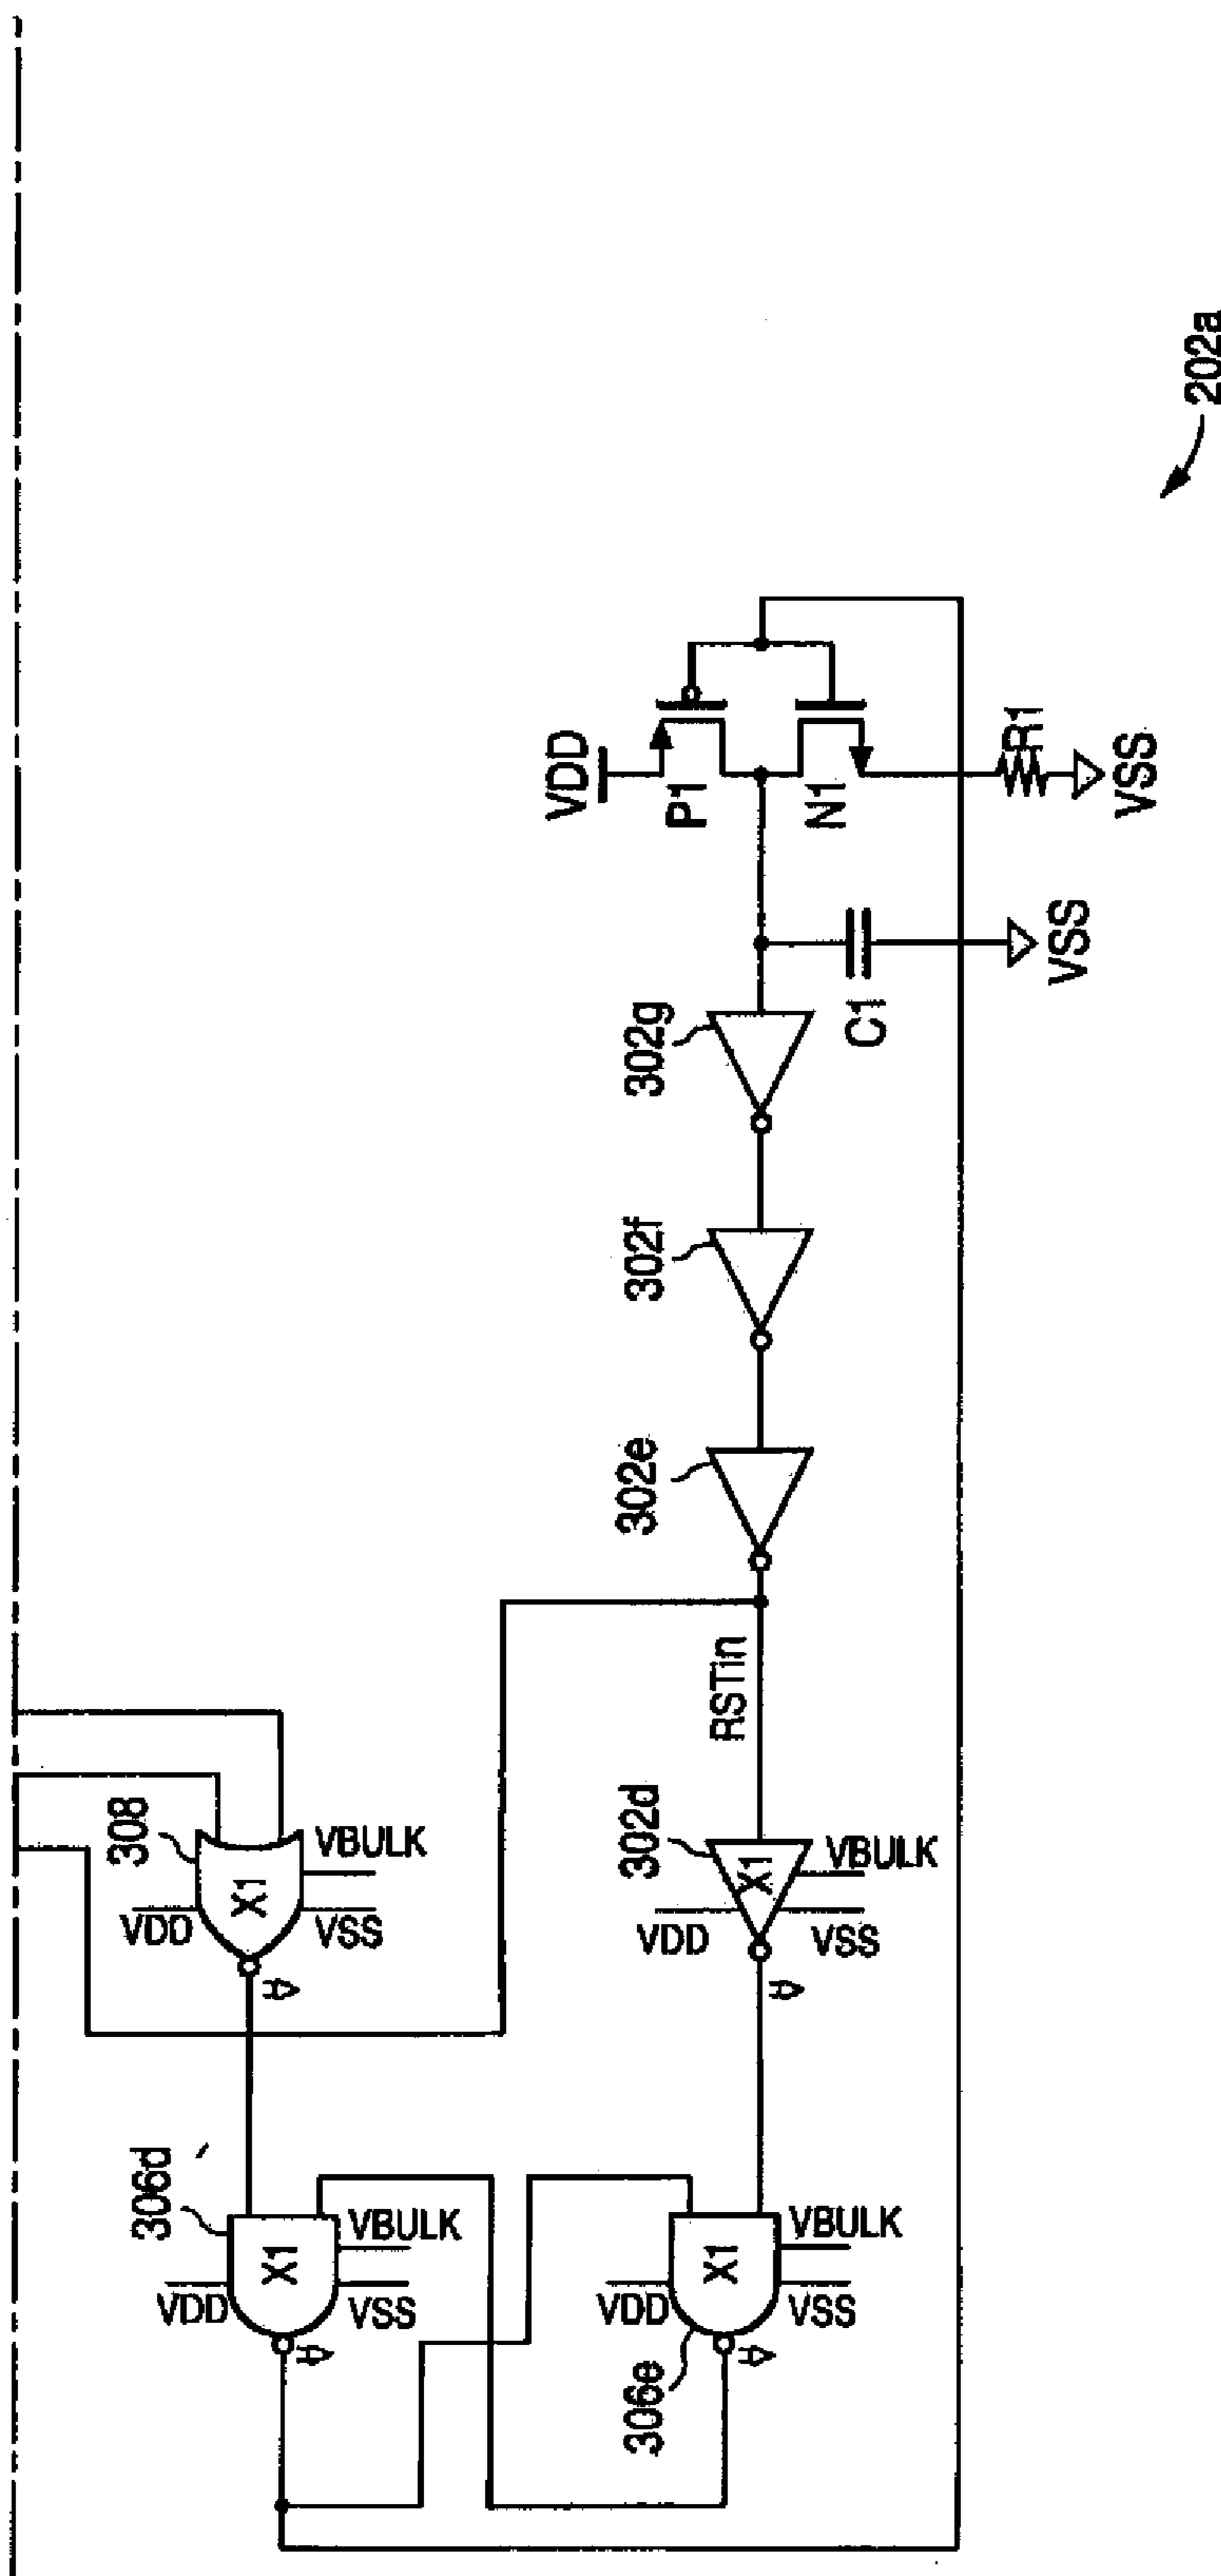 202a
VDD
P1
N1
R1
VSS
VSS
C1
302g
302f
302e
RSTin
308
X1
VDD
VBULK
VSS
302d
X1
VDD
VBULK
VSS
306d
X1
VDD
VBULK
VSS
306e
X1
VDD
VBULK
VSS